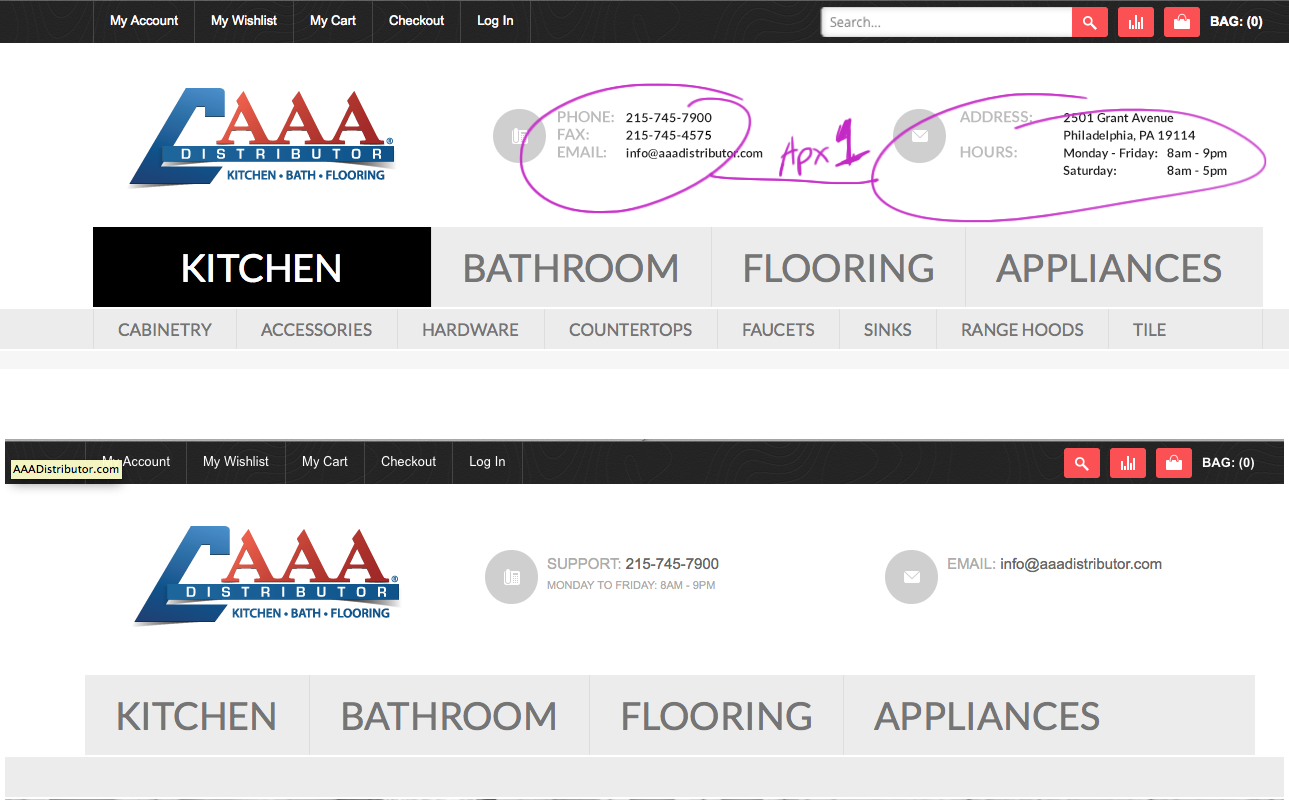 My Account My Wishlist My Cart Checkout Log In Search... BAG: (0)
AAA®
DISTRIBUTOR
KITCHEN • BATH • FLOORING
PHONE: 215-745-7900
FAX: 215-745-4575
EMAIL: info@aaadistributor.com
Apx 1
ADDRESS: 2501 Grant Avenue
Philadelphia, PA 19114
HOURS: Monday - Friday: 8am - 9pm
Saturday: 8am - 5pm
KITCHEN BATHROOM FLOORING APPLIANCES
CABINETRY ACCESSORIES HARDWARE COUNTERTOPS FAUCETS SINKS RANGE HOODS TILE
My Account My Wishlist My Cart Checkout Log In BAG: (0)
AAADistributor.com
AAA®
DISTRIBUTOR
KITCHEN • BATH • FLOORING
SUPPORT: 215-745-7900
MONDAY TO FRIDAY: 8AM - 9PM
EMAIL: info@aaadistributor.com
KITCHEN BATHROOM FLOORING APPLIANCES